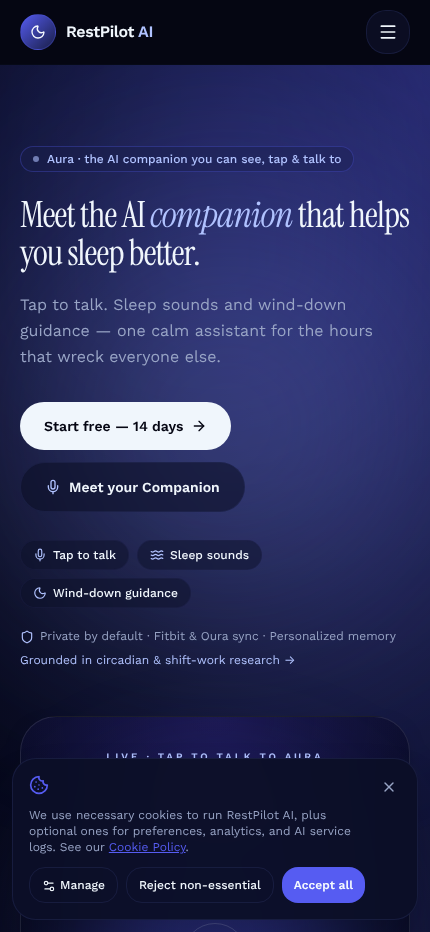 RestPilot AI
Aura · the AI companion you can see, tap & talk to
Meet the AI companion that helps
you sleep better.
Tap to talk. Sleep sounds and wind-down
guidance — one calm assistant for the hours
that wreck everyone else.
Start free — 14 days →
Meet your Companion
Tap to talk
Sleep sounds
Wind-down guidance
Private by default · Fitbit & Oura sync · Personalized memory
Grounded in circadian & shift-work research →
LIVE · TAP TO TALK TO AURA
We use necessary cookies to run RestPilot AI, plus
optional ones for preferences, analytics, and AI service
logs. See our Cookie Policy.
Manage
Reject non-essential
Accept all